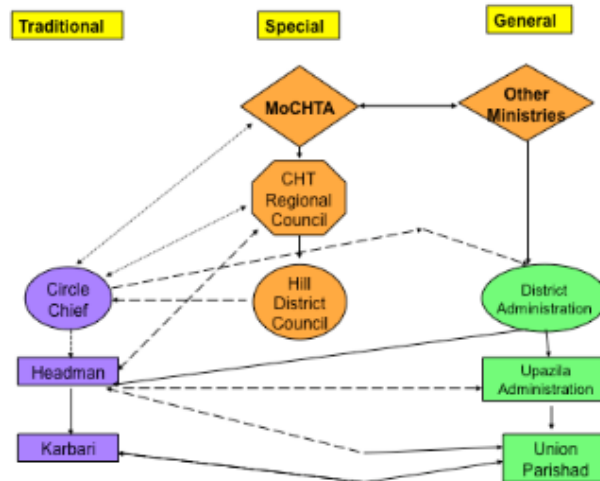 Traditional
Special
General
MoCHTA
Other
Ministries
CHT
Regional
Council
Circle
Chief
Hill
District
Council
District
Administration
Headman
Upazila
Administration
Karbari
Union
Parishad